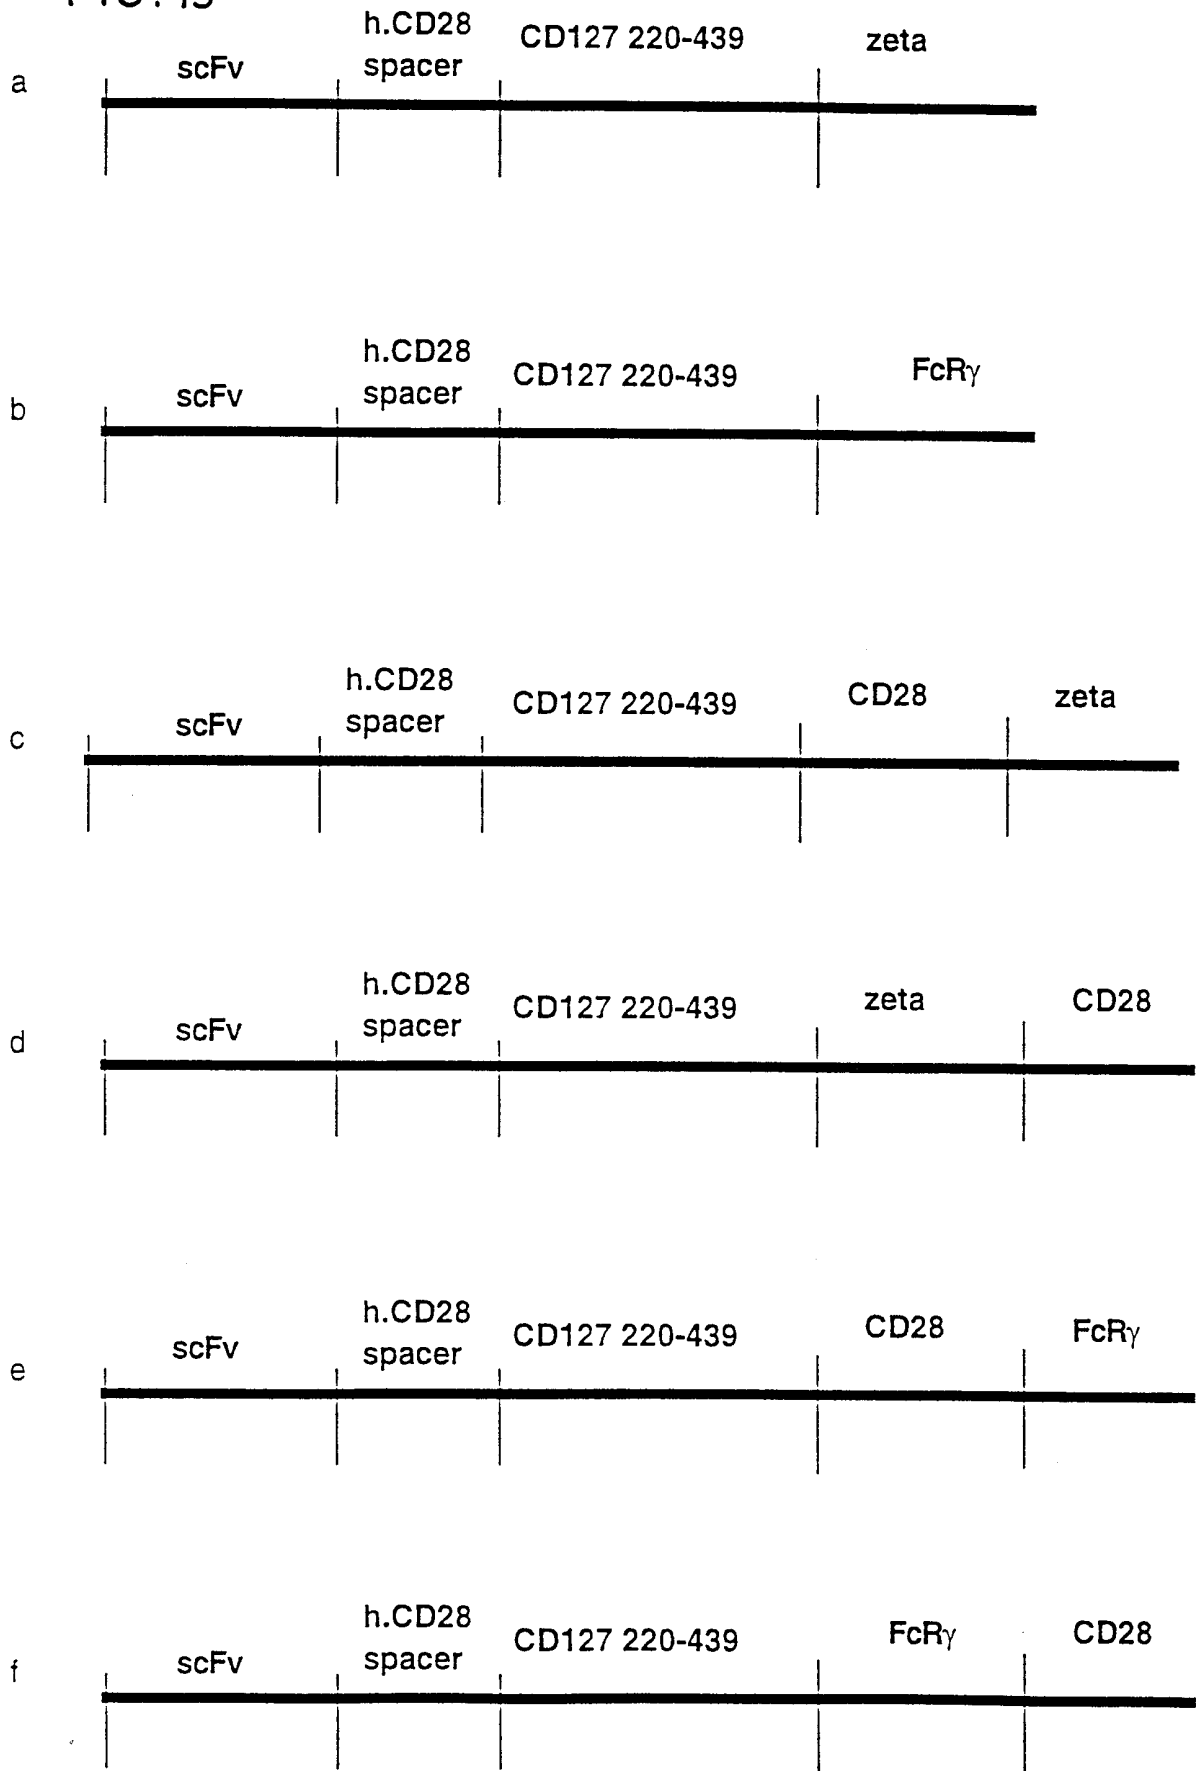 FIG. 13
a
scFv
h.CD28
spacer
CD127 220-439
zeta
b
scFv
h.CD28
spacer
CD127 220-439
FcRγ
c
scFv
h.CD28
spacer
CD127 220-439
CD28
zeta
d
scFv
h.CD28
spacer
CD127 220-439
zeta
CD28
e
scFv
h.CD28
spacer
CD127 220-439
CD28
FcRγ
f
scFv
h.CD28
spacer
CD127 220-439
FcRγ
CD28